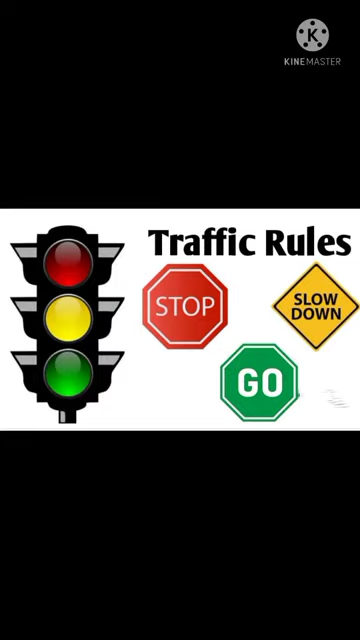 K
KINEMASTER
Traffic Rules
STOP
SLOW
DOWN
GO